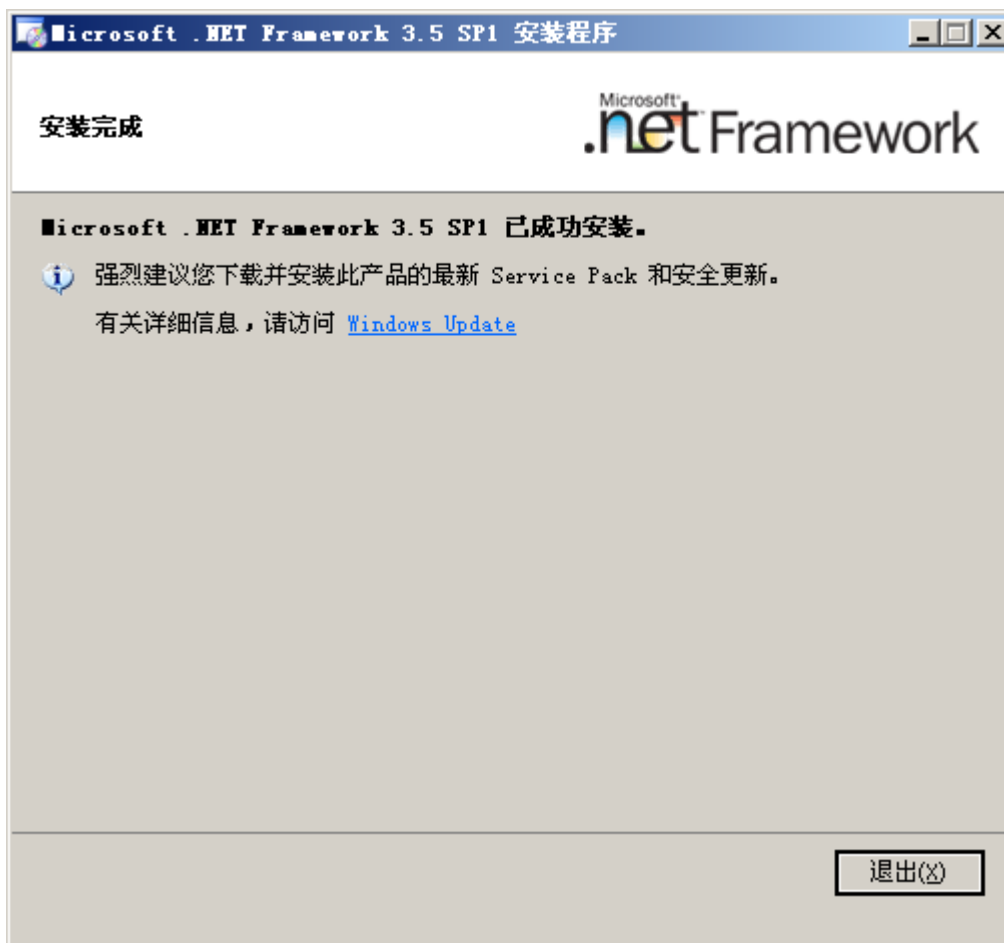 Microsoft .NET Framework 3.5 SP1 安装程序
安装完成
Microsoft .net Framework
Microsoft .NET Framework 3.5 SP1 已成功安装。
强烈建议您下载并安装此产品的最新 Service Pack 和安全更新。
有关详细信息，请访问 Windows Update
退出(X)